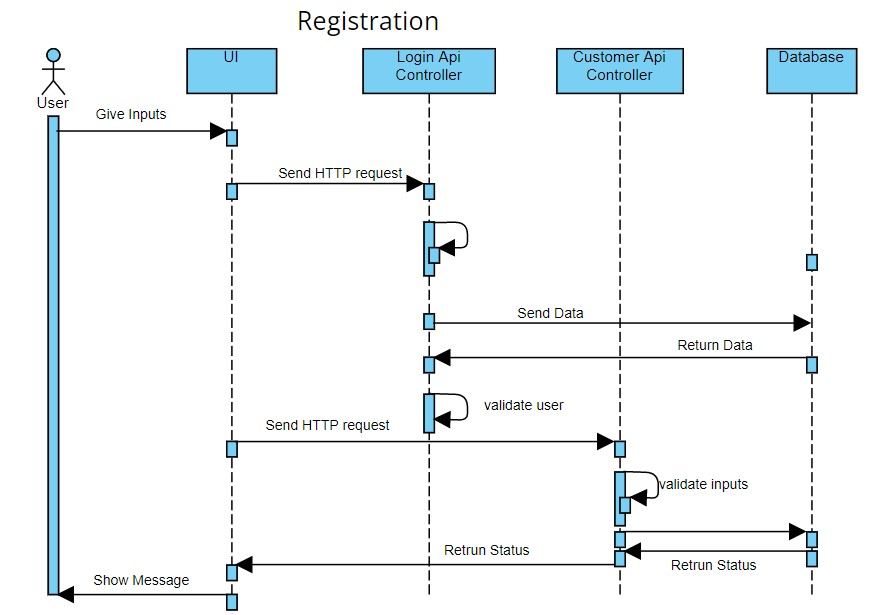 Registration
User
UI
Login Api
Controller
Customer Api
Controller
Database
Give Inputs
Send HTTP request
Send Data
Return Data
validate user
Send HTTP request
validate inputs
Retrun Status
Retrun Status
Show Message